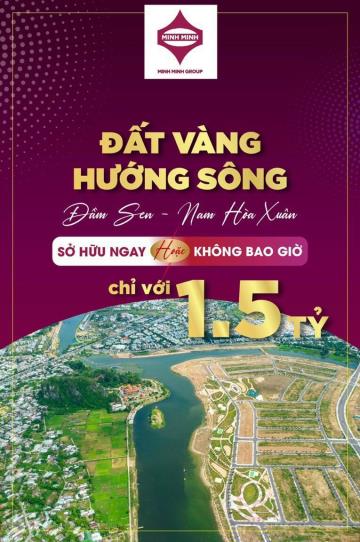 MINH MINH
MINH MINH GROUP
ĐẤT VÀNG
HƯỚNG SÔNG
Đầm Sen - Nam Hòa Xuân
SỞ HỮU NGAY Hoặc KHÔNG BAO GIỜ
chỉ với 1.5 TỶ